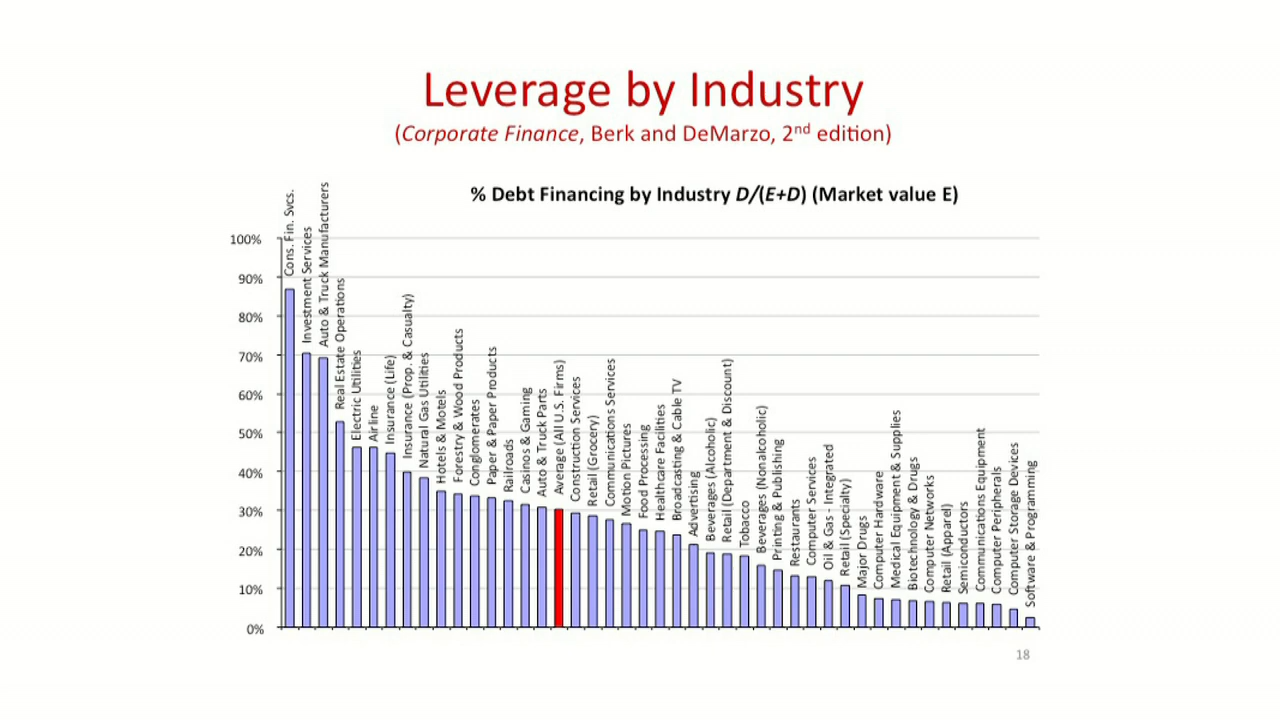 Leverage by Industry
(Corporate Finance, Berk and DeMarzo, 2nd edition)
% Debt Financing by Industry D/(E+D) (Market value E)
100%
90%
80%
70%
60%
50%
40%
30%
20%
10%
0%
Cons. Fin. Svcs.
Investment Services
Auto & Truck Manufacturers
Real Estate Operations
Electric Utilities
Airline
Insurance (Life)
Insurance (Prop. & Casualty)
Natural Gas Utilities
Hotels & Motels
Forestry & Wood Products
Conglomerates
Paper & Paper Products
Railroads
Casinos & Gaming
Auto & Truck Parts
Average (All U.S. Firms)
Construction Services
Retail (Grocery)
Communications Services
Motion Pictures
Food Processing
Healthcare Facilities
Broadcasting & Cable TV
Advertising
Beverages (Alcoholic)
Retail (Department & Discount)
Tobacco
Beverages (Nonalcoholic)
Printing & Publishing
Restaurants
Computer Services
Oil & Gas - Integrated
Retail (Specialty)
Major Drugs
Computer Hardware
Medical Equipment & Supplies
Biotechnology & Drugs
Computer Networks
Retail (Apparel)
Semiconductors
Communications Equipment
Computer Peripherals
Computer Storage Devices
Software & Programming
18